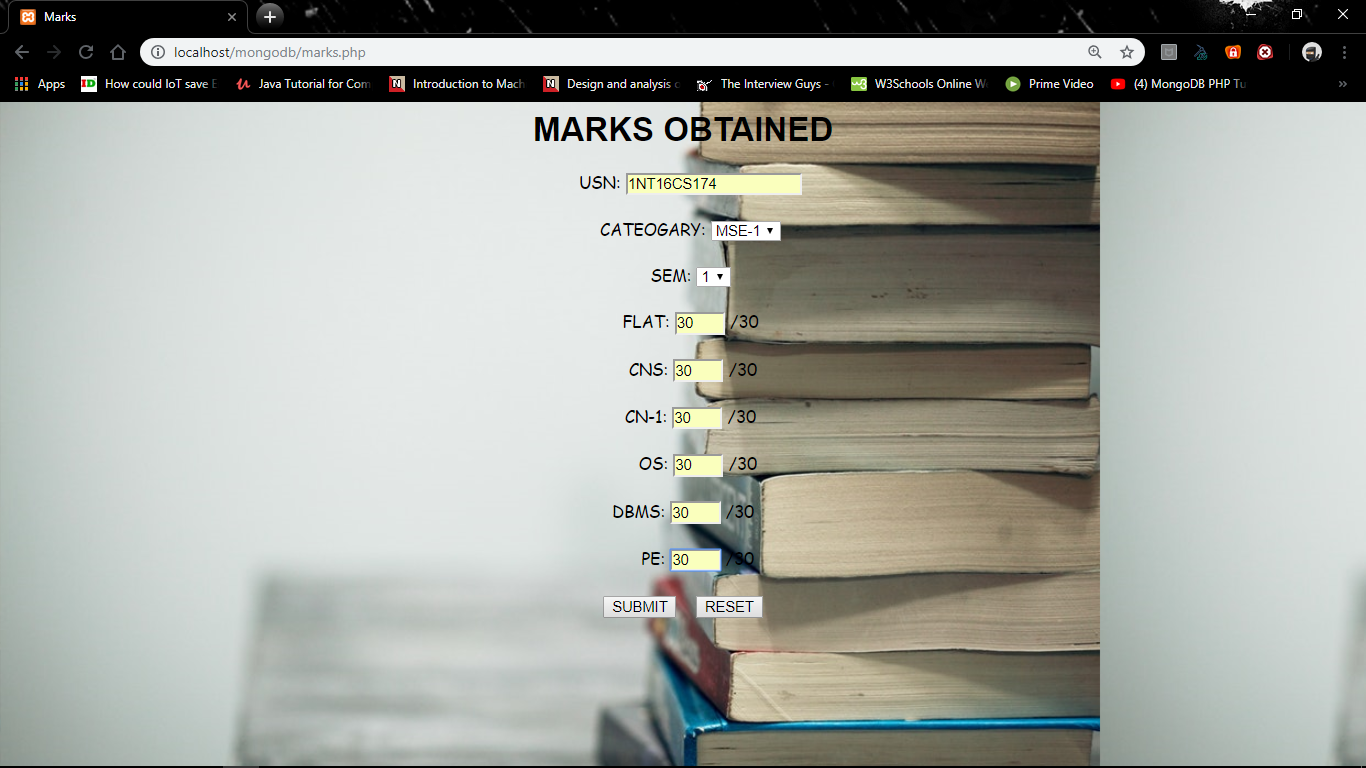 Marks
localhost/mongodb/marks.php
Apps How could IoT save E Java Tutorial for Com Introduction to Mach Design and analysis c The Interview Guys - W3Schools Online W Prime Video (4) MongoDB PHP Tu
MARKS OBTAINED
USN: 1NT16CS174
CATEOGARY: MSE-1
SEM: 1
FLAT: 30 /30
CNS: 30 /30
CN-1: 30 /30
OS: 30 /30
DBMS: 30 /30
PE: 30 /30
SUBMIT RESET